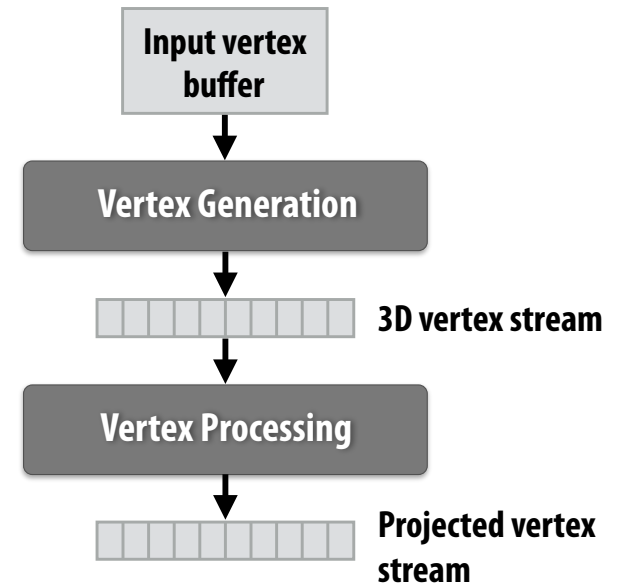 Input vertex
buffer
Vertex Generation
3D vertex stream
Vertex Processing
Projected vertex
stream